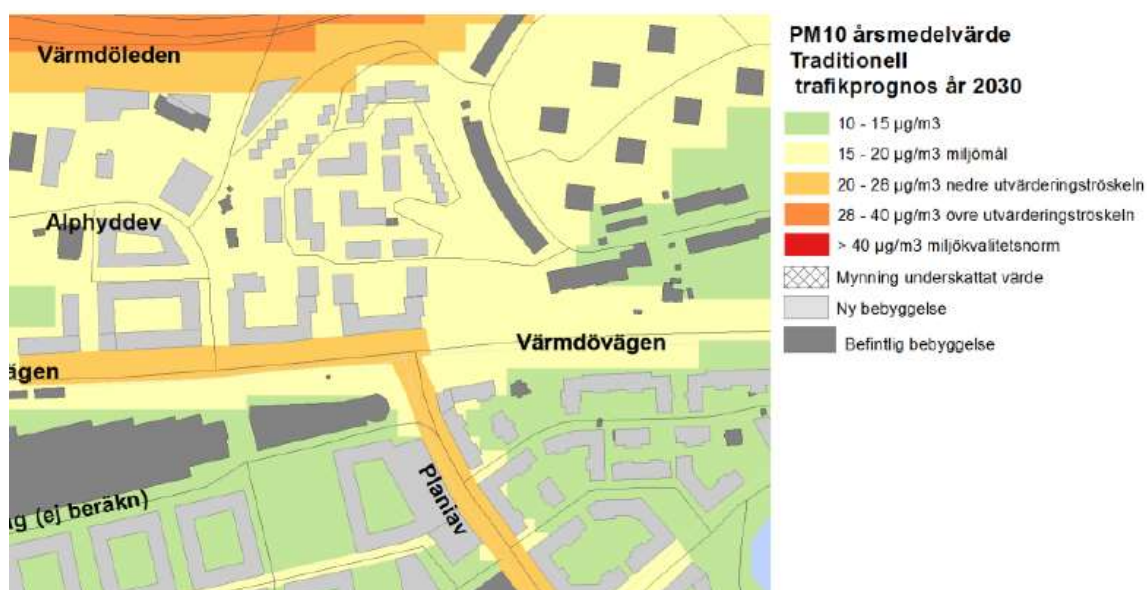 Värmdöleden
Alphyddev
Värmdövägen
ägen
Planiav
g (ej beräkn)
PM10 årsmedelvärde
Traditionell
trafikprognos år 2030
10 - 15 µg/m3
15 - 20 µg/m3 miljömål
20 - 28 µg/m3 nedre utvärderingströskeln
28 - 40 µg/m3 övre utvärderingströskeln
> 40 µg/m3 miljökvalitetsnorm
Mynning underskattat värde
Ny bebyggelse
Befintlig bebyggelse